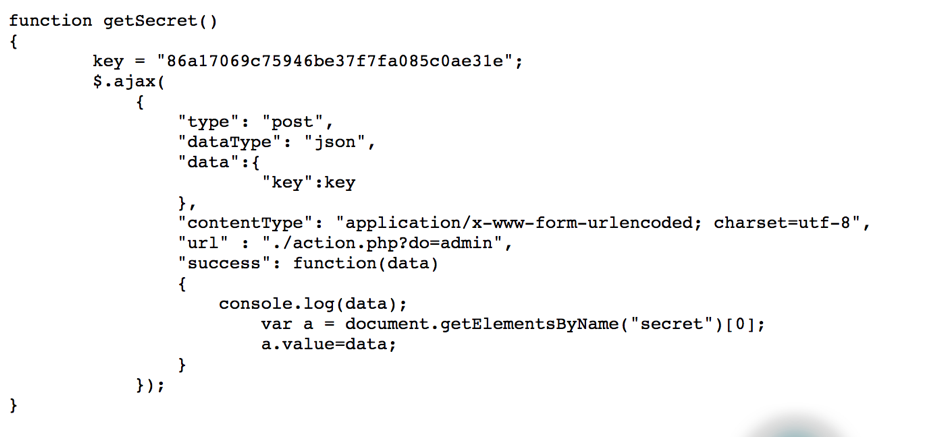 function getSecret()
{
key = "86a17069c75946be37f7fa085c0ae31e";
$.ajax(
{
"type": "post",
"dataType": "json",
"data":{
"key":key
},
"contentType": "application/x-www-form-urlencoded; charset=utf-8",
"url" : "./action.php?do=admin",
"success": function(data)
{
console.log(data);
var a = document.getElementsByName("secret")[0];
a.value=data;
}
});
}